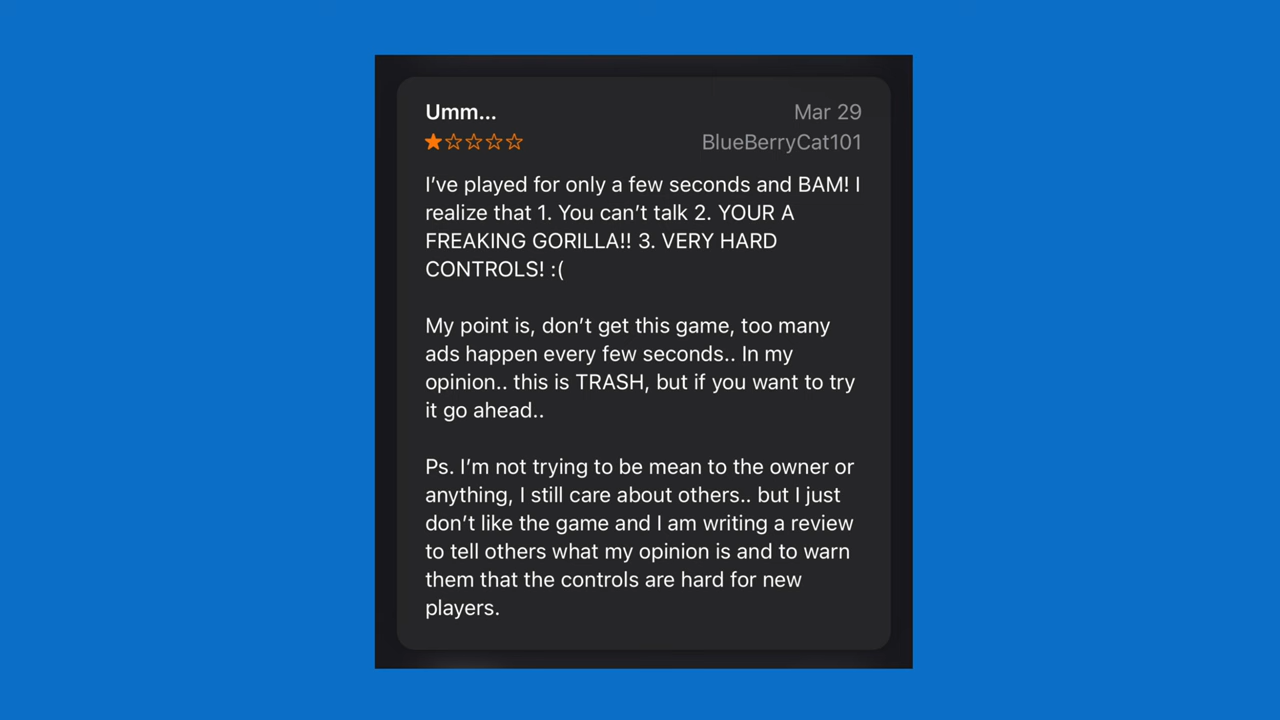 Umm...
Mar 29
BlueBerryCat101
I’ve played for only a few seconds and BAM! I
realize that 1. You can’t talk 2. YOUR A
FREAKING GORILLA!! 3. VERY HARD
CONTROLS! :(
My point is, don’t get this game, too many
ads happen every few seconds.. In my
opinion.. this is TRASH, but if you want to try
it go ahead..
Ps. I’m not trying to be mean to the owner or
anything, I still care about others.. but I just
don’t like the game and I am writing a review
to tell others what my opinion is and to warn
them that the controls are hard for new
players.